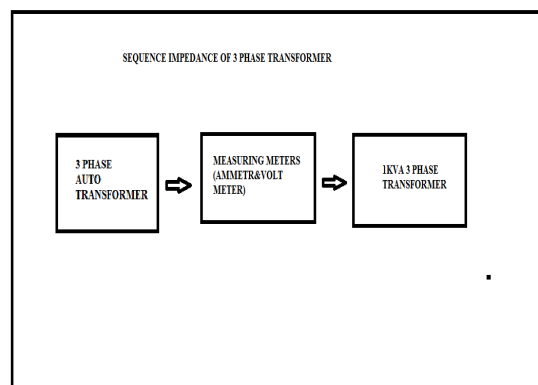 SEQUENCE IMPEDANCE OF 3 PHASE TRANSFORMER
3 PHASE
AUTO
TRANSFORMER
MEASURING METERS
(AMMETR&VOLT
METER)
1KVA 3 PHASE
TRANSFORMER